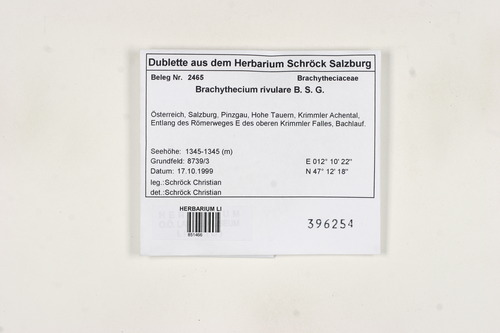 Dublette aus dem Herbarium Schröck Salzburg
Beleg Nr. 2465 Brachytheciaceae
Brachythecium rivulare B. S. G.
Österreich, Salzburg, Pinzgau, Hohe Tauern, Krimmler Achental,
Entlang des Römerweges E des oberen Krimmler Falles, Bachlauf.
Seehöhe: 1345-1345 (m)
Grundfeld: 8739/3 E 012° 10' 22"
Datum: 17.10.1999 N 47° 12' 18"
leg.:Schröck Christian
det.:Schröck Christian
HERBARIUM LI
396254